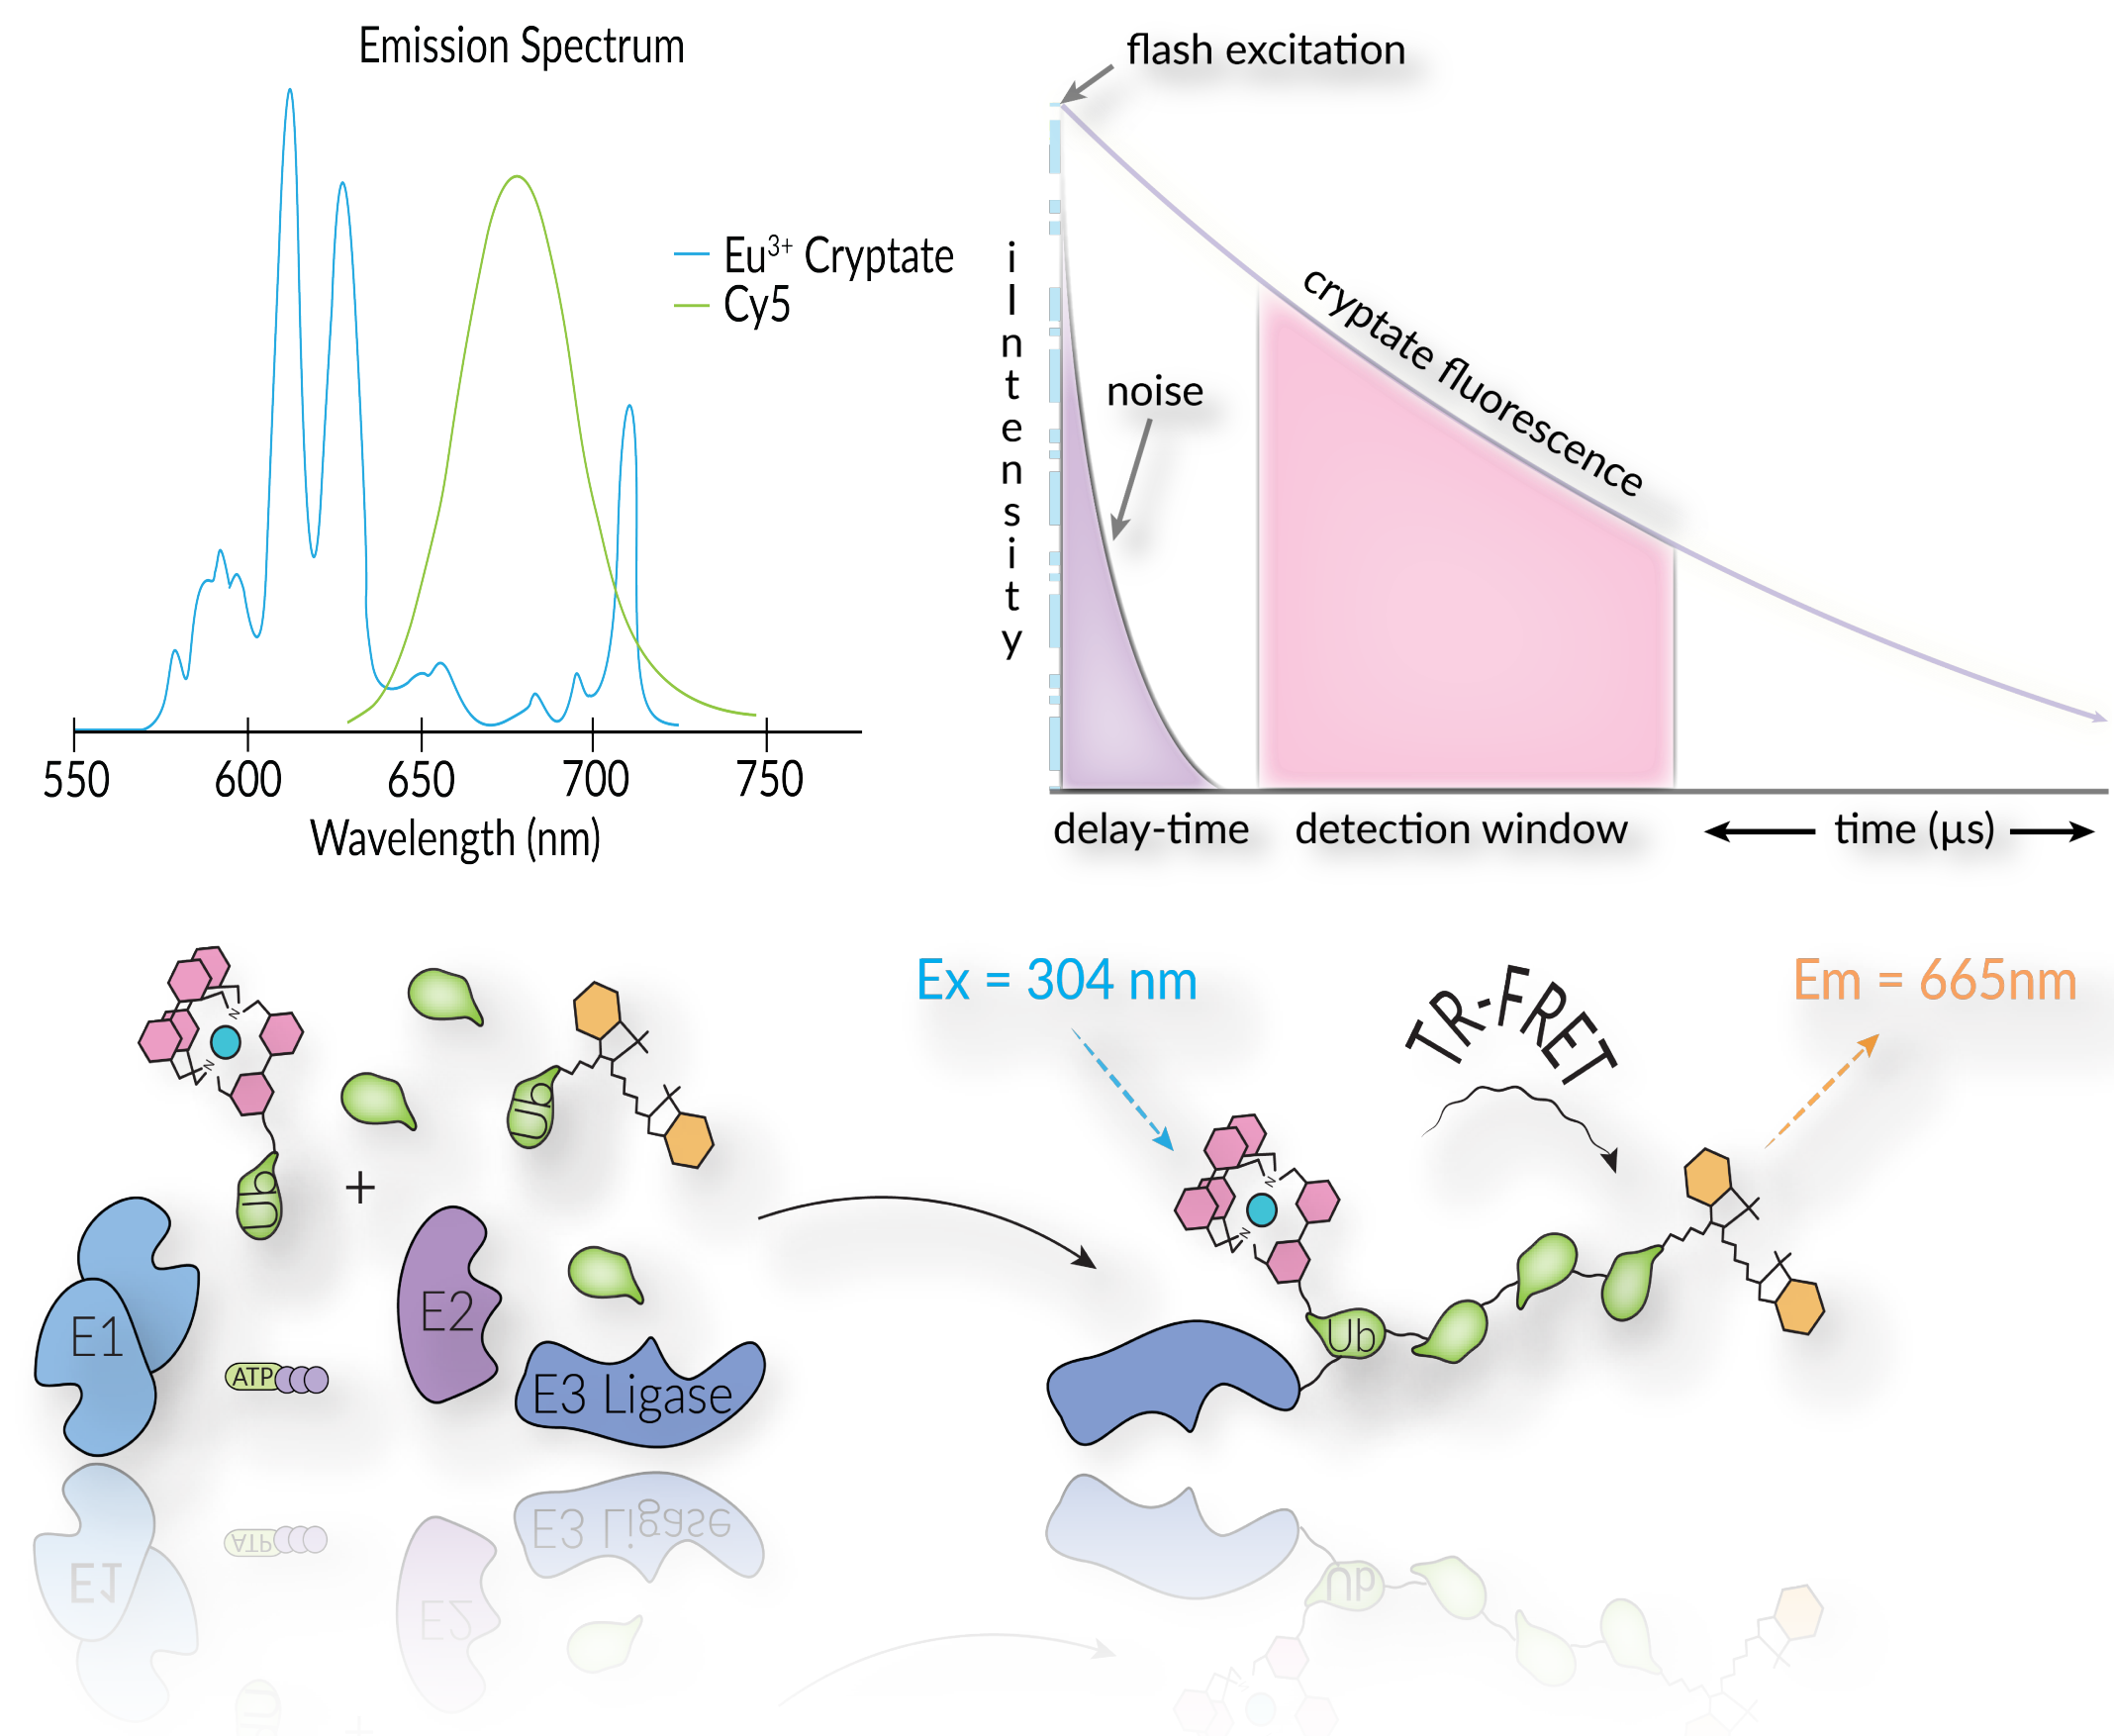 Emission Spectrum
Eu³⁺ Cryptate
Cy5
550 600 650 700 750
Wavelength (nm)
flash excitation
iIntensity
noise
cryptate fluorescence
delay-time
detection window
time (µs)
Ub
Ub
+
E1
ATP
E2
E3 Ligase
Ex = 304 nm
TR-FRET
Em = 665nm
N
N
N
N
Ub